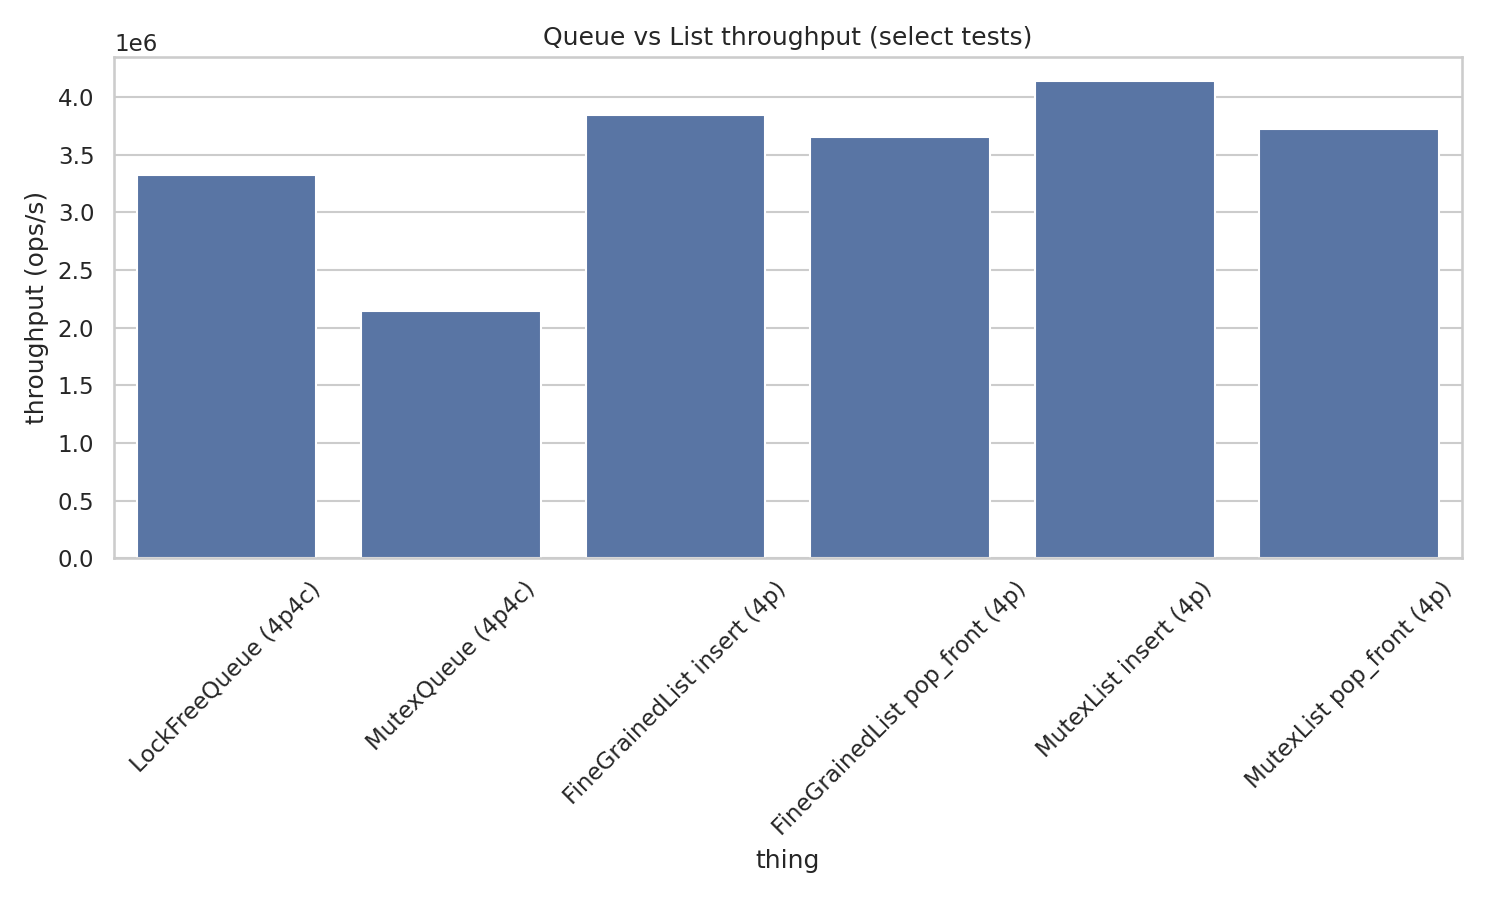 Queue vs List throughput (select tests)
1e6
4.0
3.5
3.0
2.5
2.0
1.5
1.0
0.5
0.0
throughput (ops/s)
LockFreeQueue (4p4c)
MutexQueue (4p4c)
FineGrainedList insert (4p)
FineGrainedList pop_front (4p)
MutexList insert (4p)
MutexList pop_front (4p)
thing